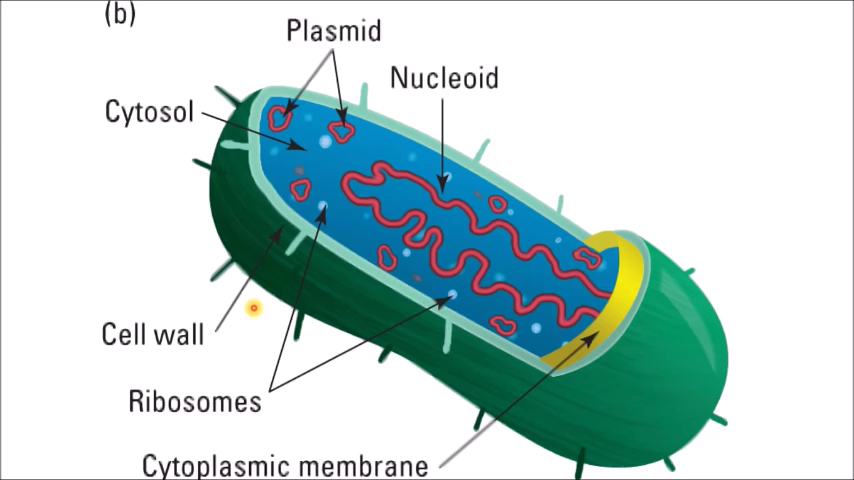 (b)
Plasmid
Nucleoid
Cytosol
Cell wall
Ribosomes
Cytoplasmic membrane